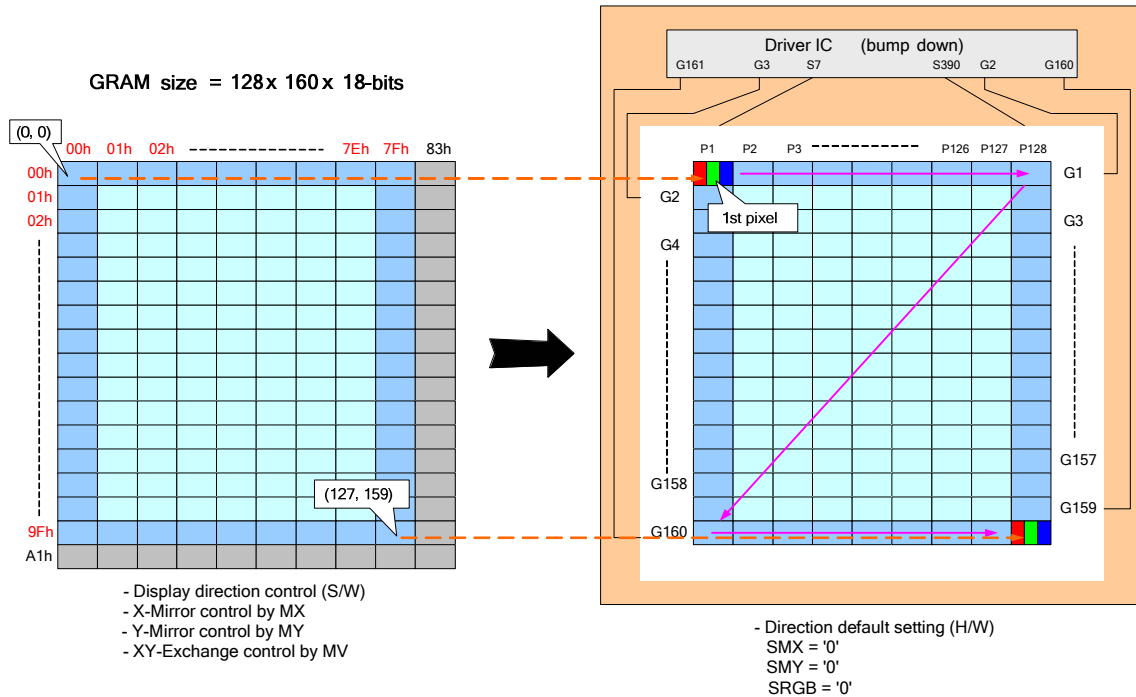 GRAM size = 128x 160x 18-bits
(0, 0)
00h 01h 02h 7Eh 7Fh 83h
00h
01h
02h
9Fh
A1h
(127, 159)
- Display direction control (S/W)
- X-Mirror control by MX
- Y-Mirror control by MY
- XY-Exchange control by MV
Driver IC (bump down)
G161 G3 S7 S390 G2 G160
P1 P2 P3 P126 P127 P128
G1
G2
1st pixel
G3
G4
G157
G158
G159
G160
- Direction default setting (H/W)
SMX = '0'
SMY = '0'
SRGB = '0'